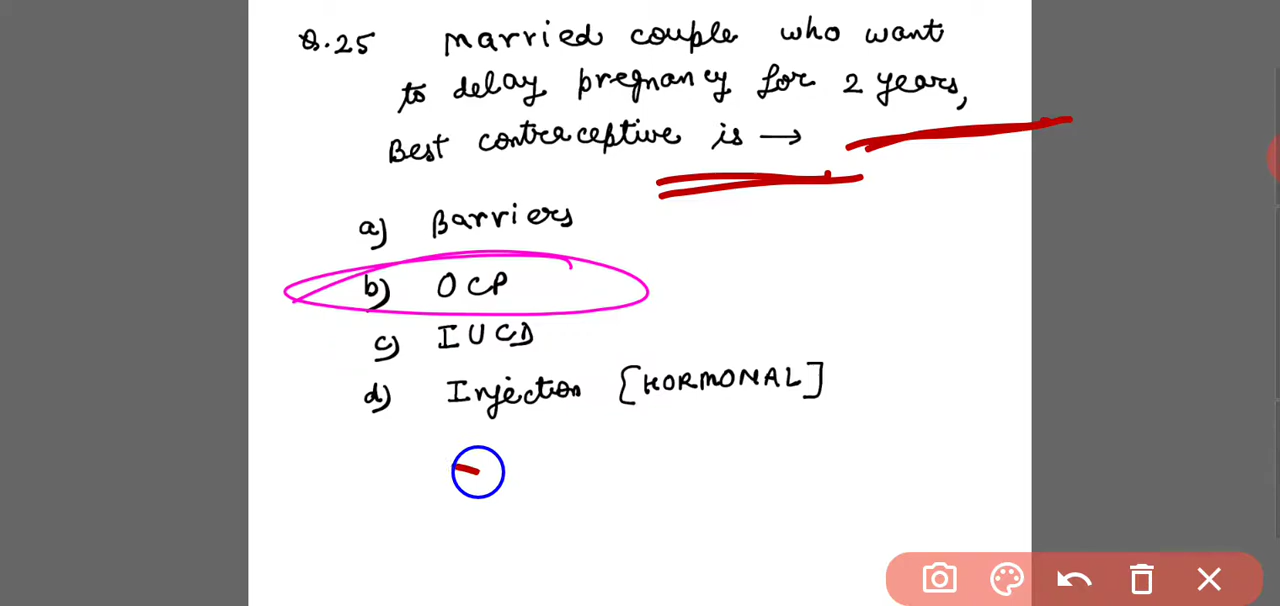 Q.25 married couple who want
to delay pregnancy for 2 years,
Best contraceptive is →
a) Barriers
b) OCP
c) IUCD
d) Injection [HORMONAL]